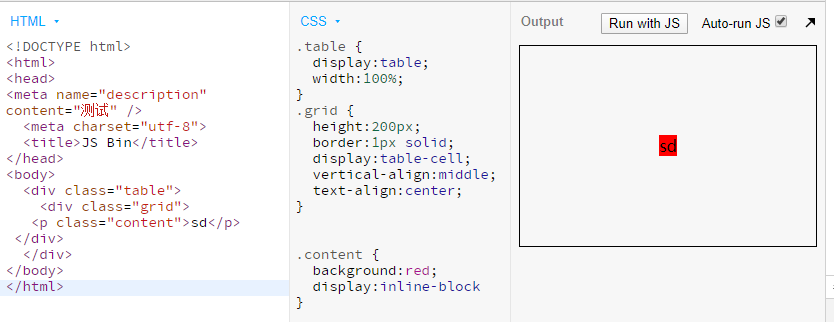 HTML
<!DOCTYPE html>
<html>
<head>
<meta name="description"
content="测试" />
<meta charset="utf-8">
<title>JS Bin</title>
</head>
<body>
<div class="table">
<div class="grid">
<p class="content">sd</p>
</div>
</div>
</body>
</html>
CSS
.table {
display:table;
width:100%;
}
.grid {
height:200px;
border:1px solid;
display:table-cell;
vertical-align:middle;
text-align:center;
}
.content {
background:red;
display:inline-block
}
Output
Run with JS
Auto-run JS
sd